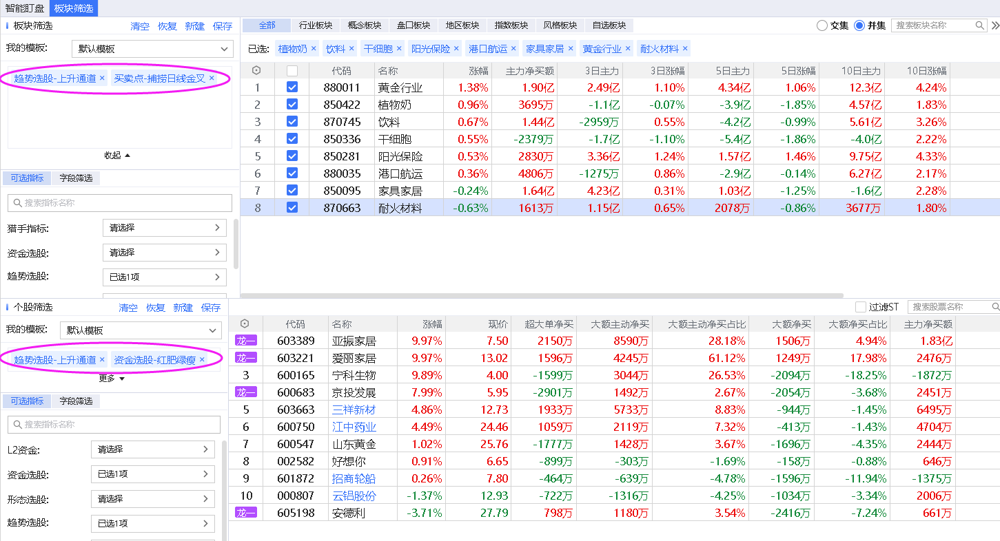 智能盯盘 板块筛选
板块筛选 清空 恢复 新建 保存
我的模板: 默认模板
趋势选股-上升通道 × 买卖点-捕捞日线金叉 ×
收起
可选指标 字段筛选
搜索指标名称
猎手指标: 请选择
资金选股: 请选择
趋势选股: 已选1项
全部 行业板块 概念板块 盘口板块 地区板块 指数板块 风格板块 自选板块 交集 并集 搜索板块名称
已选: 植物奶 × 饮料 × 干细胞 × 阳光保险 × 港口航运 × 家具家居 × 黄金行业 × 耐火材料 ×
代码 名称 涨幅 主力净买额 3日主力 3日涨幅 5日主力 5日涨幅 10日主力 10日涨幅
1 880011 黄金行业 1.38% 1.90亿 2.49亿 1.10% 4.34亿 1.06% 12.3亿 4.24%
2 850422 植物奶 0.96% 3695万 -1.1亿 -0.07% -3.9亿 -1.85% 4.57亿 1.83%
3 870745 饮料 0.67% 1.44亿 -2959万 0.55% -4.2亿 -0.99% 5.61亿 3.26%
4 850336 干细胞 0.55% -2379万 -1.7亿 -1.10% -5.4亿 -1.86% -4.0亿 2.22%
5 850281 阳光保险 0.53% 2830万 3.36亿 1.24% 1.57亿 1.46% 9.75亿 4.33%
6 880035 港口航运 0.36% 4806万 -1275万 0.86% -2.9亿 -0.14% 6.27亿 2.17%
7 850095 家具家居 -0.24% 1.64亿 4.23亿 0.31% 1.03亿 -1.25% -1.6亿 2.28%
8 870663 耐火材料 -0.63% 1613万 1.15亿 0.65% 2078万 -0.86% 3677万 1.80%
个股筛选 清空 恢复 新建 保存
我的模板: 默认模板
趋势选股-上升通道 × 资金选股-红肥绿瘦 ×
更多
可选指标 字段筛选
搜索指标名称
L2资金: 请选择
资金选股: 已选1项
形态选股: 请选择
趋势选股: 已选1项
过滤ST 搜索股票名称
代码 名称 涨幅 现价 超大单净买 大额主动净买 大额主动净买占比 大额净买 大额净买占比 主力净买额
龙一 603389 亚振家居 9.97% 7.50 2150万 8590万 28.18% 1506万 4.94% 1.83亿
龙一 603221 爱丽家居 9.97% 13.02 1596万 4245万 61.12% 1249万 17.98% 2476万
3 600165 宁科生物 9.89% 4.00 -1599万 3044万 26.53% -2094万 -18.25% -1872万
龙一 600683 京投发展 7.99% 5.95 -2901万 1492万 2.67% -2054万 -3.68% 2451万
5 603663 三祥新材 4.86% 12.73 1933万 5733万 8.83% -944万 -1.45% 6495万
6 600750 江中药业 4.49% 24.46 1059万 2119万 7.32% -413万 -1.43% 4704万
7 600547 山东黄金 1.02% 25.76 -1777万 1428万 3.67% -1696万 -4.35% 2444万
8 002582 好想你 0.91% 6.65 -899万 -303万 -1.69% -158万 -0.88% 646万
9 601872 招商轮船 0.26% 7.80 -464万 -639万 -4.78% -1596万 -11.94% -1375万
10 000807 云铝股份 -1.37% 12.93 -722万 -1316万 -4.25% -1034万 -3.34% 2006万
龙一 605198 安德利 -3.71% 27.79 798万 1180万 3.54% -2416万 -7.24% 661万